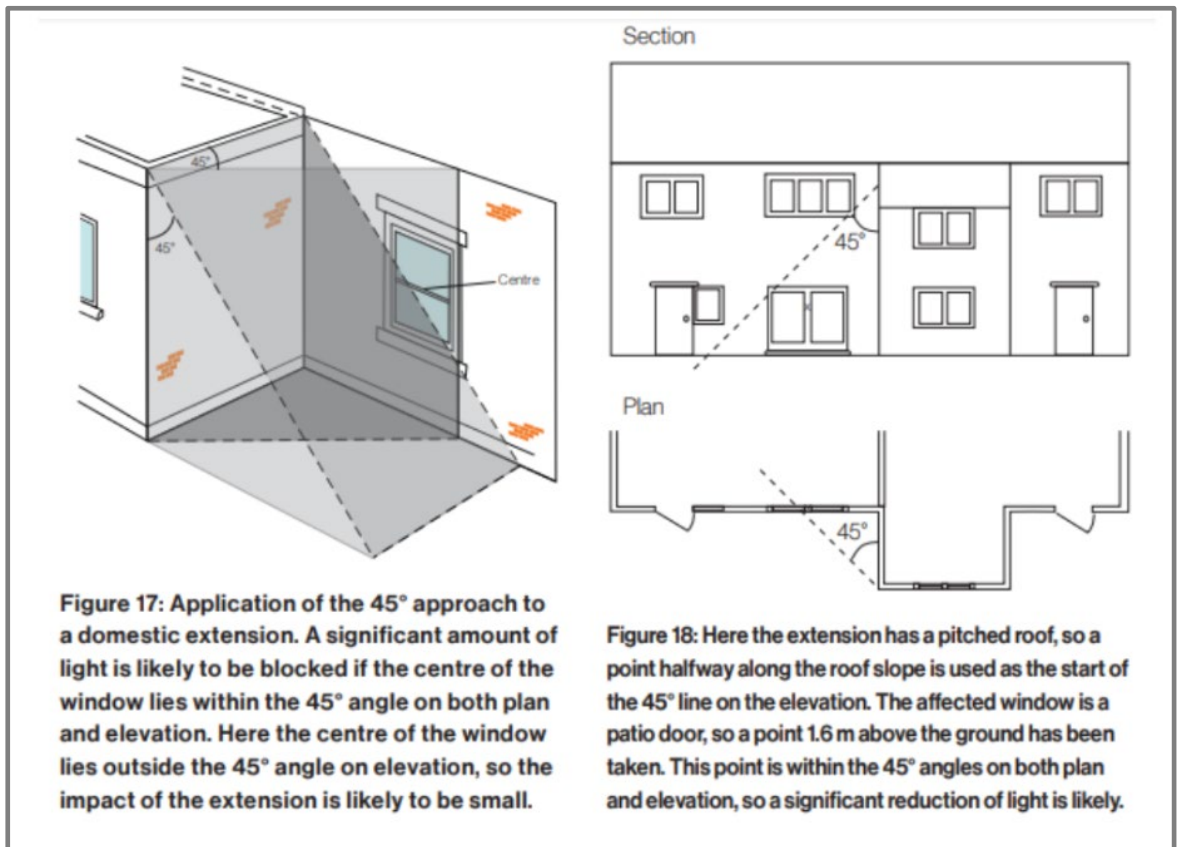 45°
45°
Centre
Figure 17: Application of the 45° approach to
a domestic extension. A significant amount of
light is likely to be blocked if the centre of the
window lies within the 45° angle on both plan
and elevation. Here the centre of the window
lies outside the 45° angle on elevation, so the
impact of the extension is likely to be small.
Section
45°
x
Plan
45°
Figure 18: Here the extension has a pitched roof, so a
point halfway along the roof slope is used as the start of
the 45° line on the elevation. The affected window is a
patio door, so a point 1.6 m above the ground has been
taken. This point is within the 45° angles on both plan
and elevation, so a significant reduction of light is likely.